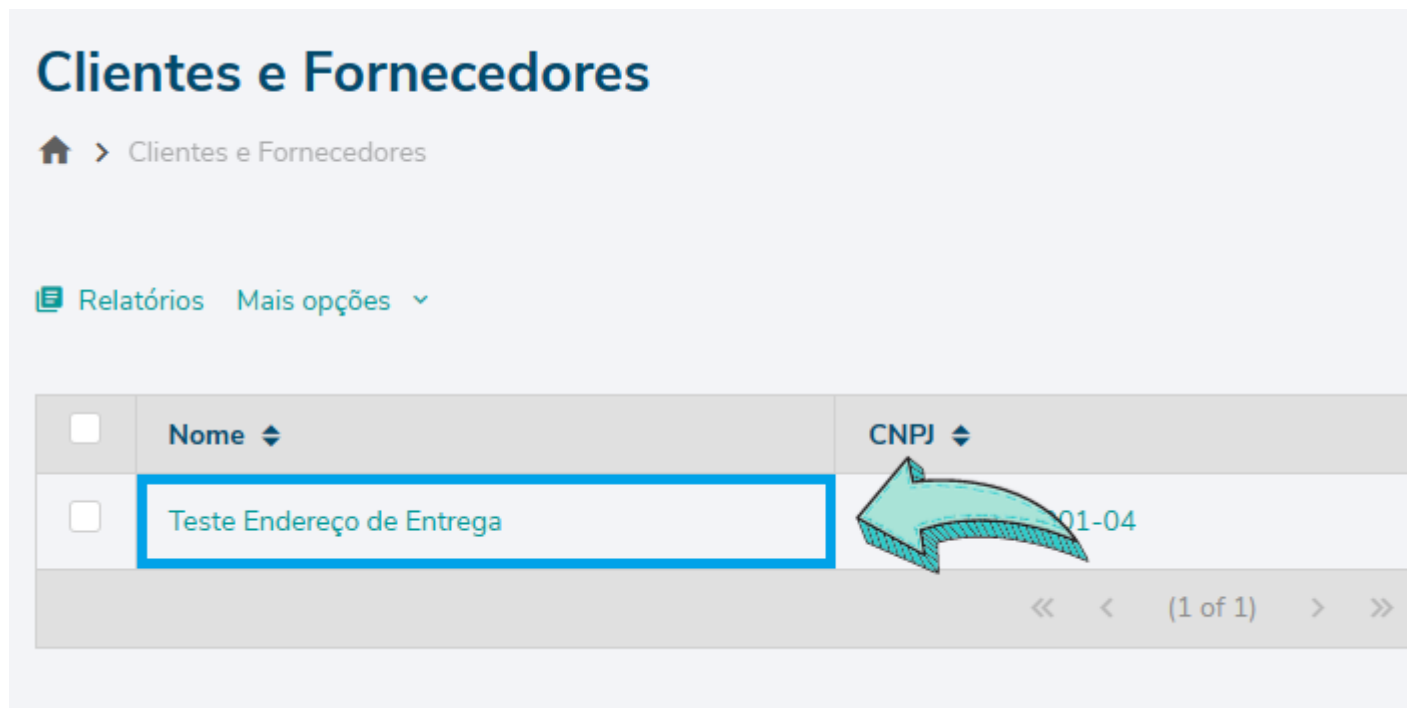 Clientes e Fornecedores
Clientes e Fornecedores
Relatórios Mais opções
Nome CNPJ
Teste Endereço de Entrega 01-04
(1 of 1)